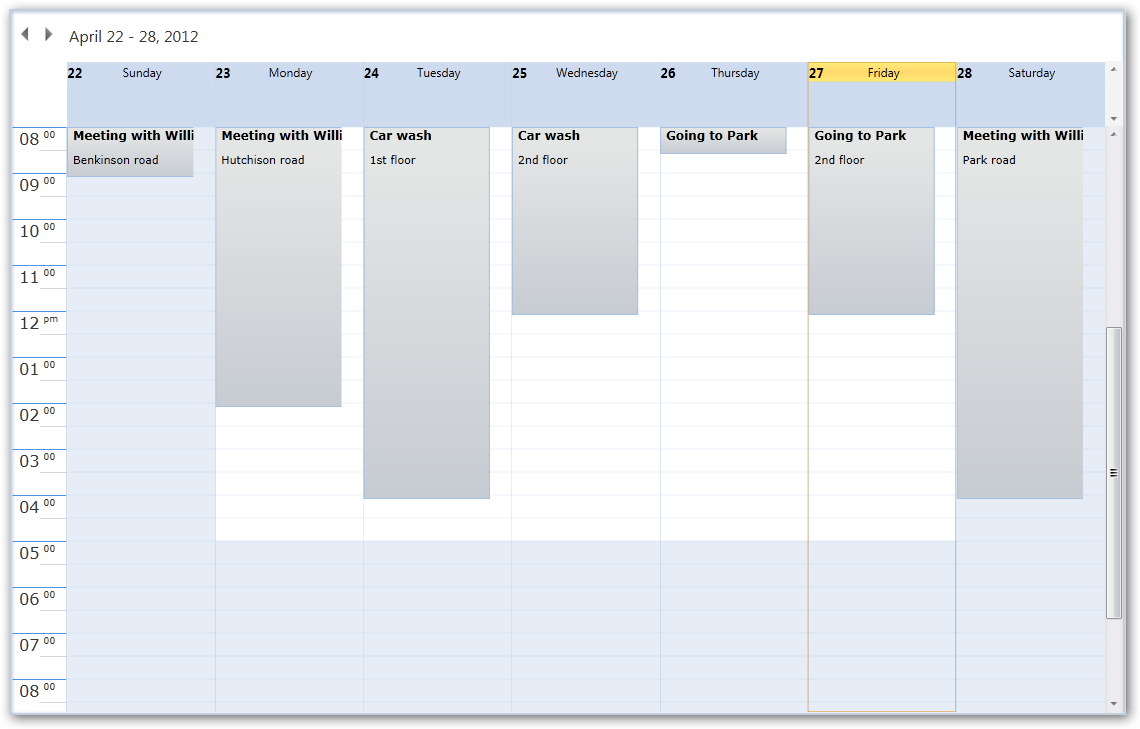 April 22 - 28, 2012
22 Sunday 23 Monday 24 Tuesday 25 Wednesday 26 Thursday 27 Friday 28 Saturday
08 00 Meeting with Willi Meeting with Willi Car wash Car wash Going to Park Going to Park Meeting with Willi
Benkinson road Hutchison road 1st floor 2nd floor 2nd floor Park road
09 00
10 00
11 00
12 pm
01 00
02 00
03 00
04 00
05 00
06 00
07 00
08 00